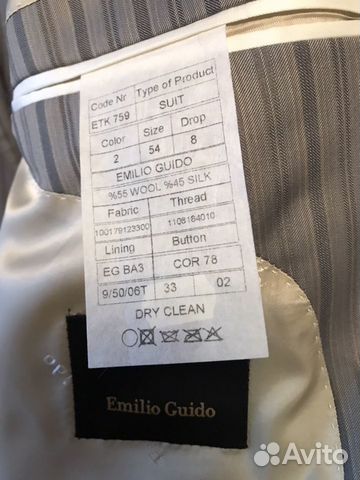 Code Nr Type of Product
ETK 759 SUIT
Color Size Drop
2 54 8
EMILIO GUIDO
%55 WOOL %45 SILK
Fabric Thread
100179123300 1108184010
Lining Button
EG BA3 COR 78
9/50/06T 33 02
DRY CLEAN
Emilio Guido
Avito